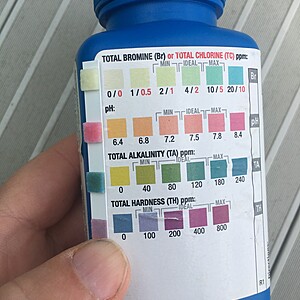 TOTAL BROMINE (Br) or TOTAL CHLORINE (TC) ppm:
MIN IDEAL MAX
0 / 0 1 / 0.5 2 / 1 4 / 2 10 / 5 20 / 10
Br
pH:
MIN IDEAL MAX
6.4 6.8 7.2 7.5 7.8 8.4
pH
TOTAL ALKALINITY (TA) ppm:
MIN IDEAL MAX
0 40 80 120 180 240
TA
TOTAL HARDNESS (TH) ppm:
MIN IDEAL MAX
0 100 200 400 800
TH
R1